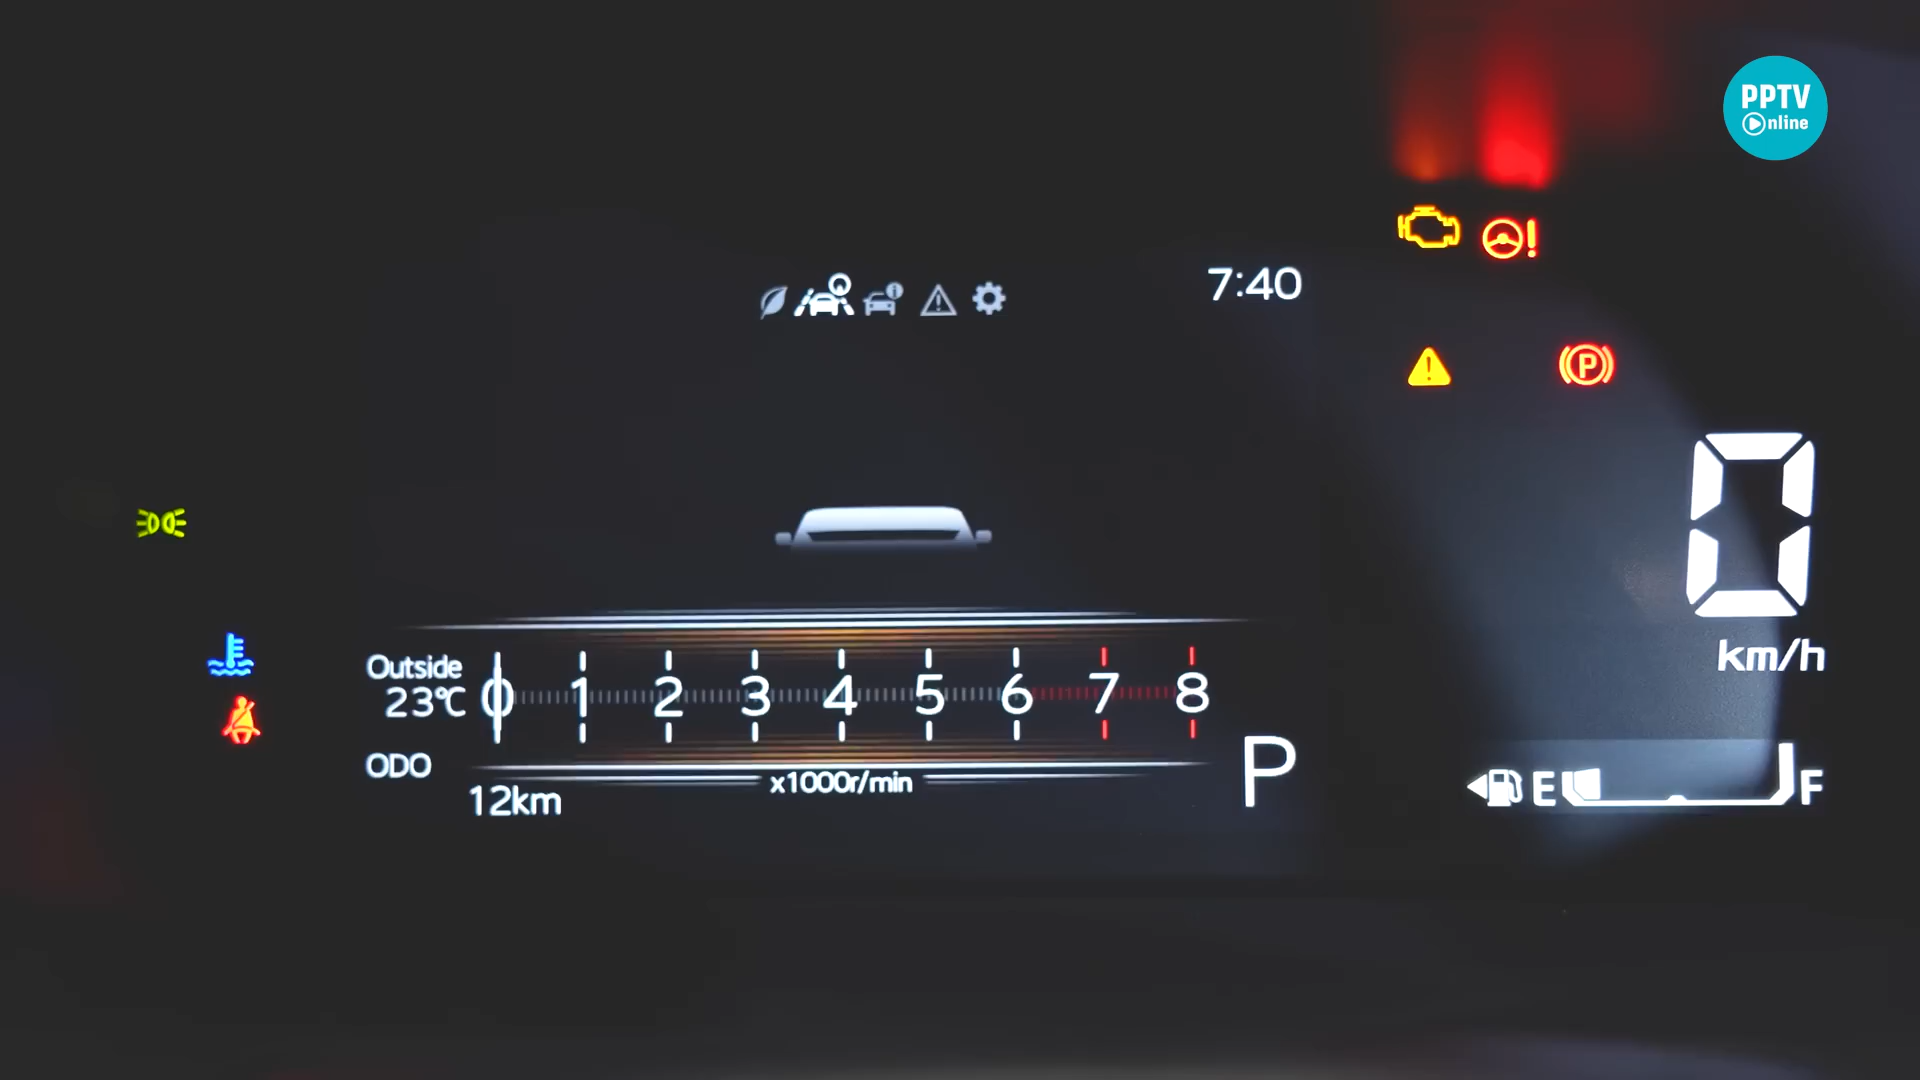 PPTV
Online
7:40
P
0
km/h
Outside
23℃
0 1 2 3 4 5 6 7 8
ODO
12km
x1000r/min
P
E F